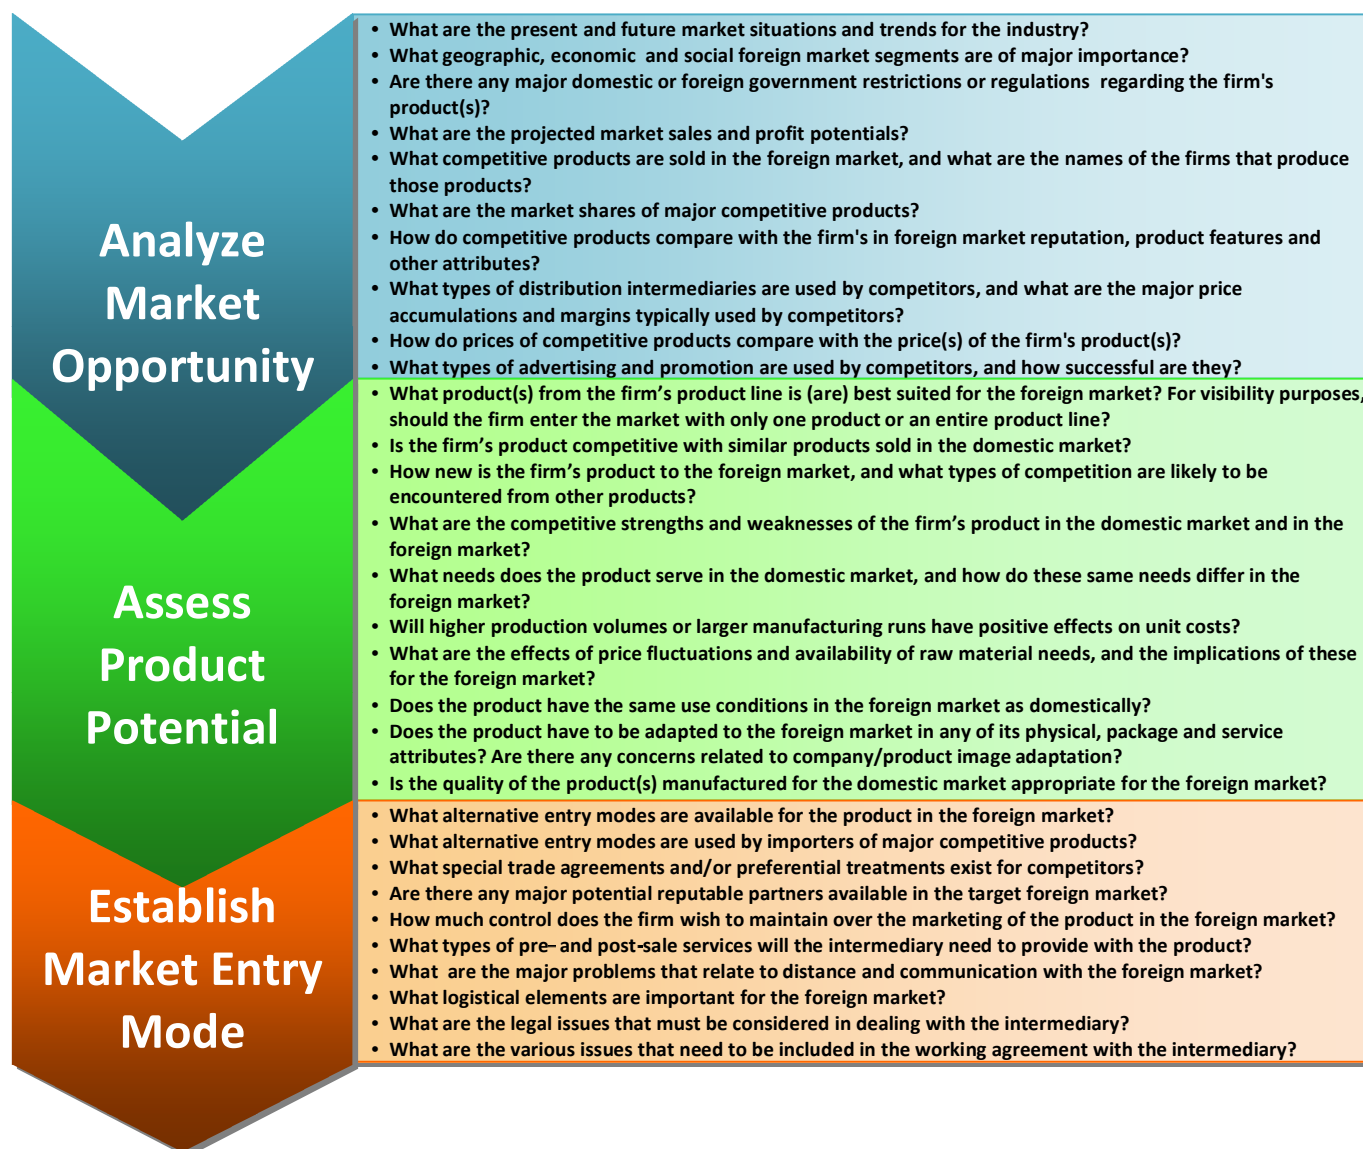 Analyze
Market
Opportunity
• What are the present and future market situations and trends for the industry?
• What geographic, economic and social foreign market segments are of major importance?
• Are there any major domestic or foreign government restrictions or regulations regarding the firm's
product(s)?
• What are the projected market sales and profit potentials?
• What competitive products are sold in the foreign market, and what are the names of the firms that produce
those products?
• What are the market shares of major competitive products?
• How do competitive products compare with the firm's in foreign market reputation, product features and
other attributes?
• What types of distribution intermediaries are used by competitors, and what are the major price
accumulations and margins typically used by competitors?
• How do prices of competitive products compare with the price(s) of the firm's product(s)?
• What types of advertising and promotion are used by competitors, and how successful are they?
Assess
Product
Potential
• What product(s) from the firm’s product line is (are) best suited for the foreign market? For visibility purposes,
should the firm enter the market with only one product or an entire product line?
• Is the firm’s product competitive with similar products sold in the domestic market?
• How new is the firm’s product to the foreign market, and what types of competition are likely to be
encountered from other products?
• What are the competitive strengths and weaknesses of the firm’s product in the domestic market and in the
foreign market?
• What needs does the product serve in the domestic market, and how do these same needs differ in the
foreign market?
• Will higher production volumes or larger manufacturing runs have positive effects on unit costs?
• What are the effects of price fluctuations and availability of raw material needs, and the implications of these
for the foreign market?
• Does the product have the same use conditions in the foreign market as domestically?
• Does the product have to be adapted to the foreign market in any of its physical, package and service
attributes? Are there any concerns related to company/product image adaptation?
• Is the quality of the product(s) manufactured for the domestic market appropriate for the foreign market?
Establish
Market Entry
Mode
• What alternative entry modes are available for the product in the foreign market?
• What alternative entry modes are used by importers of major competitive products?
• What special trade agreements and/or preferential treatments exist for competitors?
• Are there any major potential reputable partners available in the target foreign market?
• How much control does the firm wish to maintain over the marketing of the product in the foreign market?
• What types of pre– and post-sale services will the intermediary need to provide with the product?
• What are the major problems that relate to distance and communication with the foreign market?
• What logistical elements are important for the foreign market?
• What are the legal issues that must be considered in dealing with the intermediary?
• What are the various issues that need to be included in the working agreement with the intermediary?